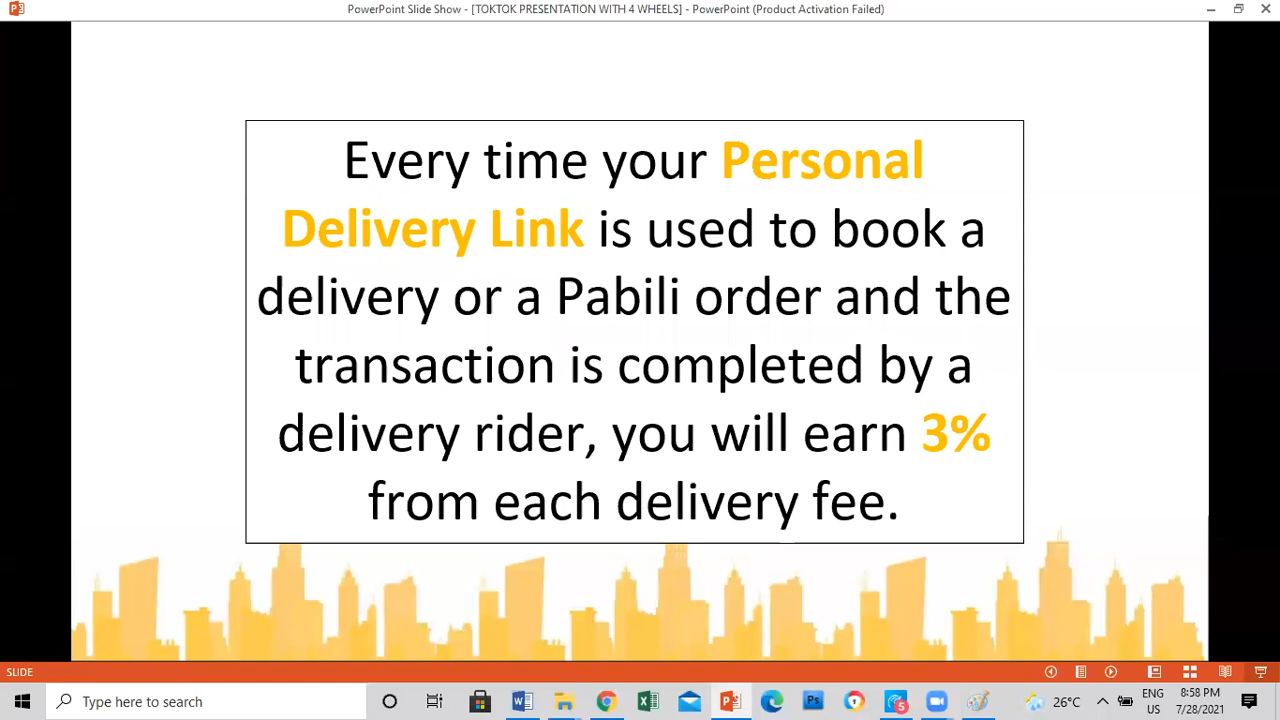 PowerPoint Slide Show - [TOKTOK PRESENTATION WITH 4 WHEELS] - PowerPoint (Product Activation Failed)
Every time your Personal
Delivery Link is used to book a
delivery or a Pabili order and the
transaction is completed by a
delivery rider, you will earn 3%
from each delivery fee.
SLIDE
Type here to search
5
26°C
ENG
US
8:58 PM
7/28/2021